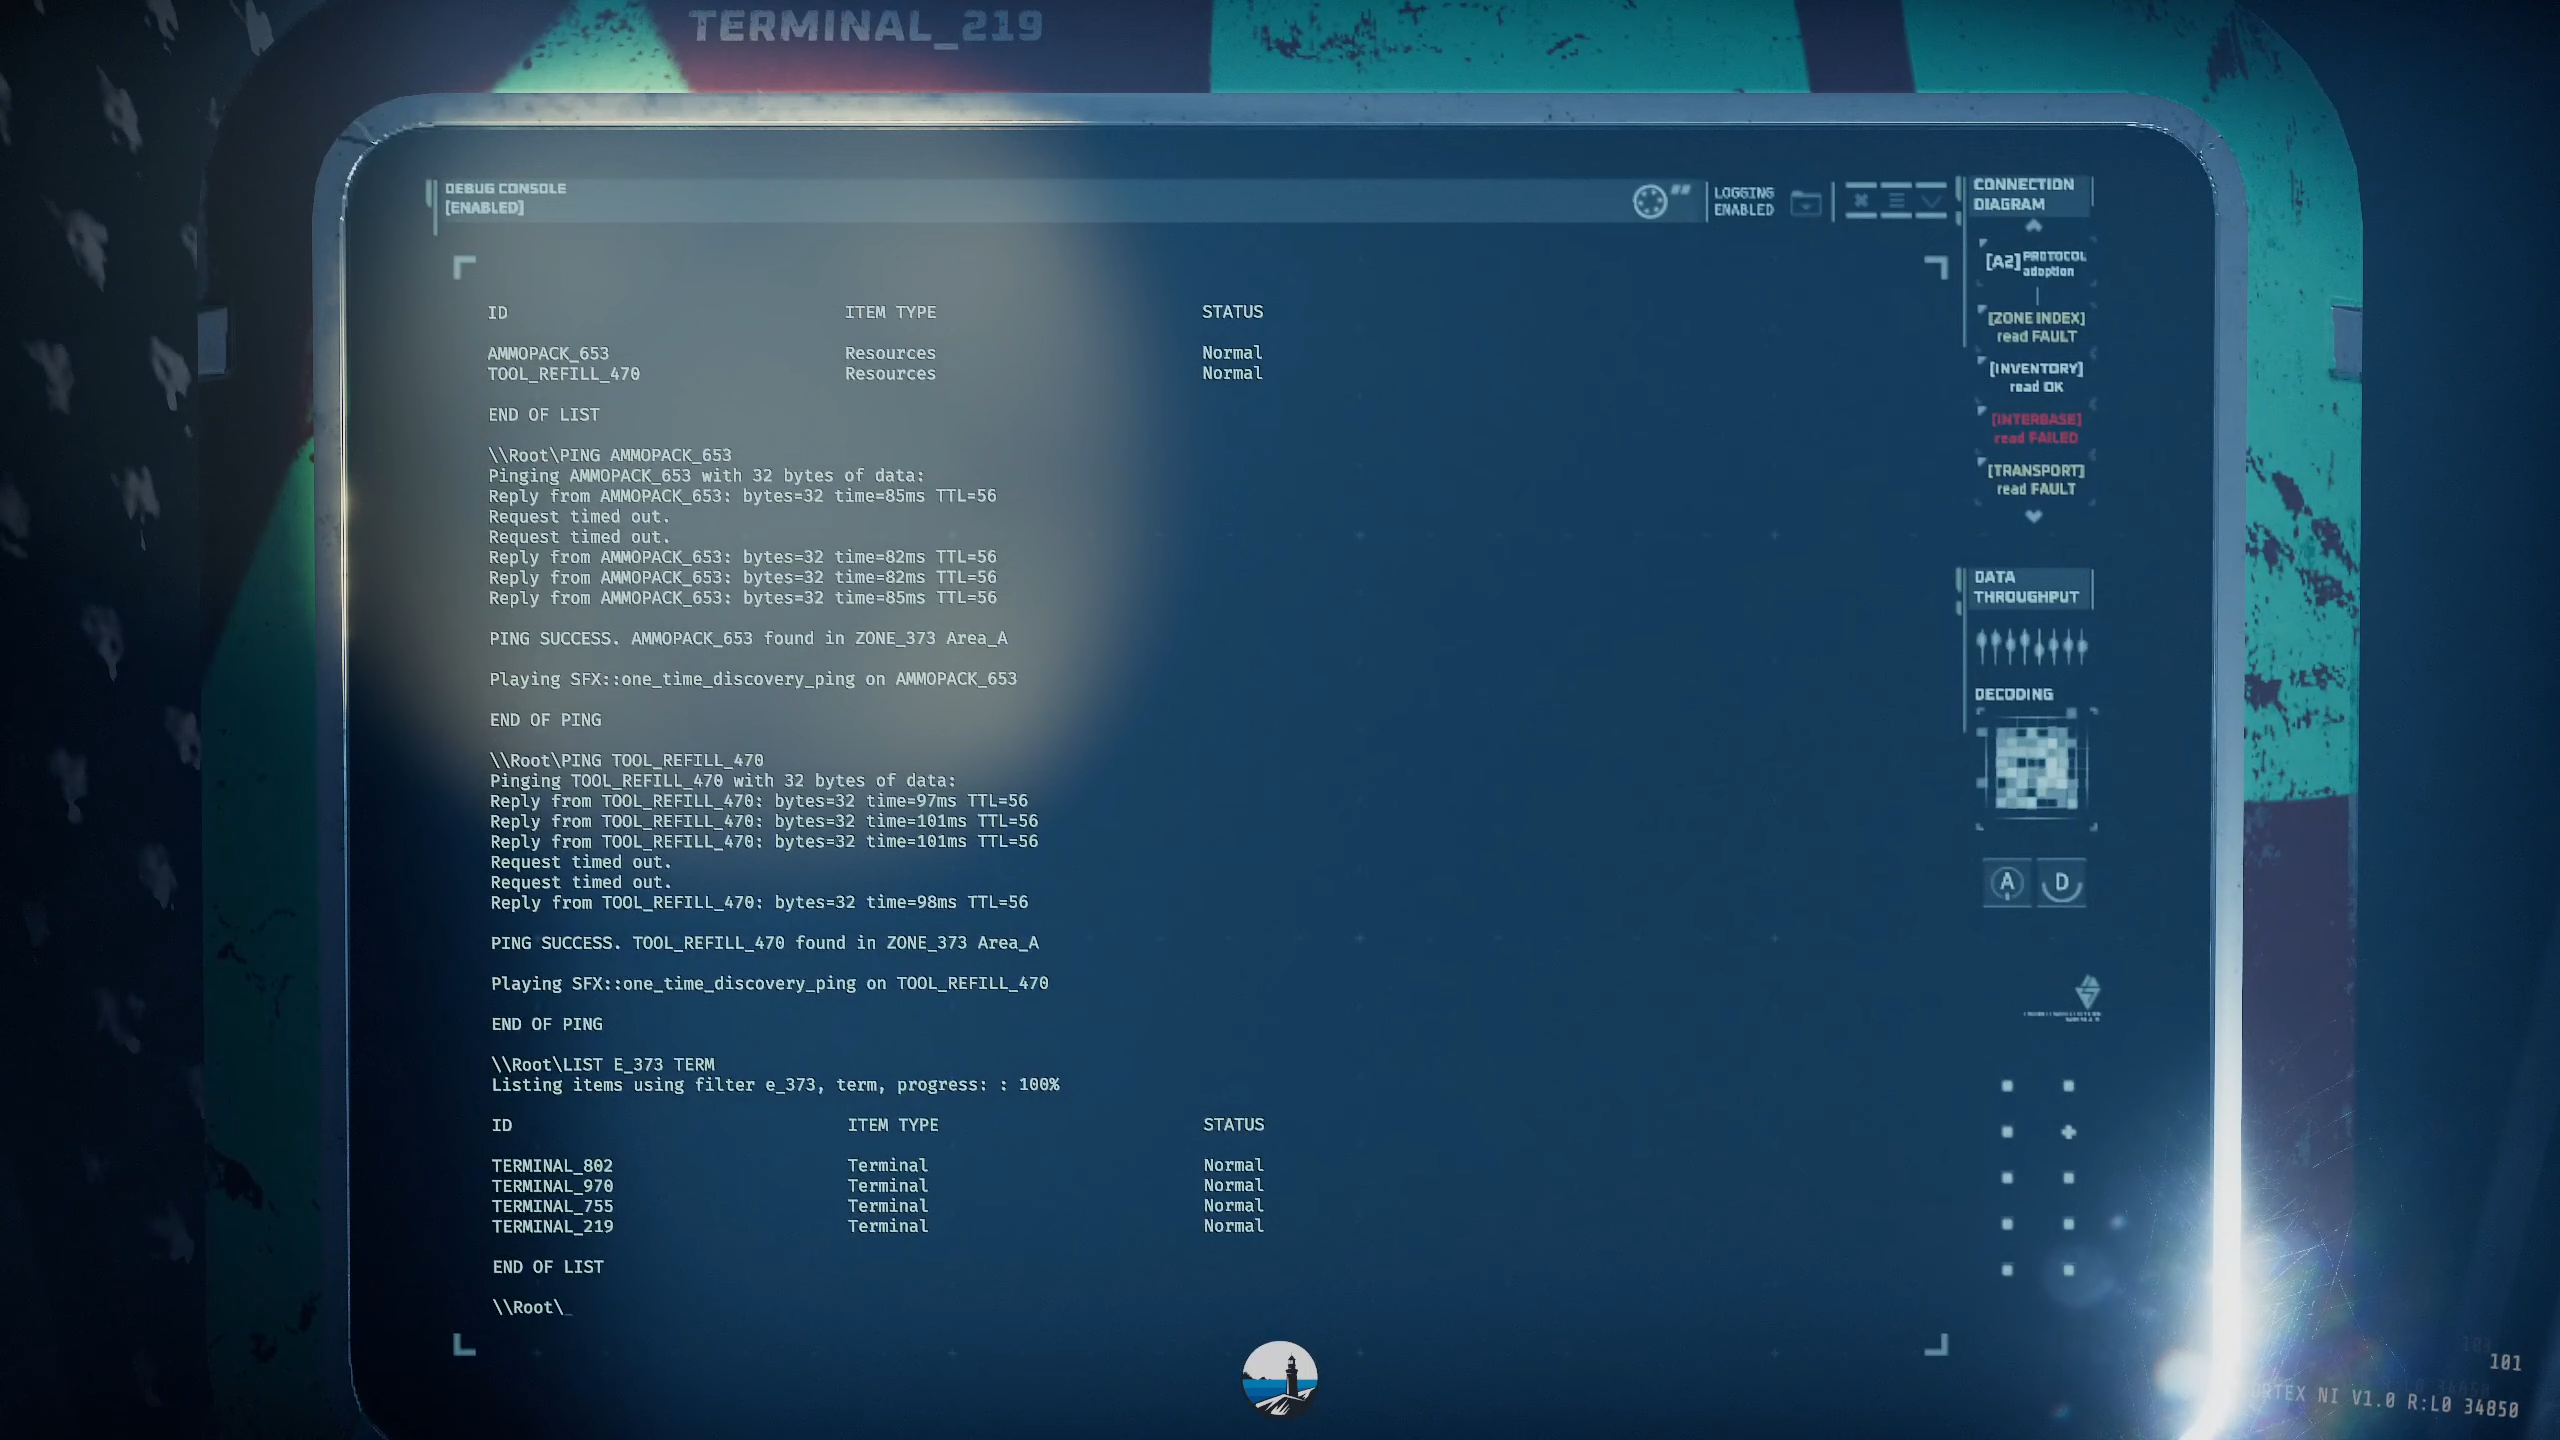 TERMINAL_219
DEBUG CONSOLE
[ENABLED]
LOGGING
ENABLED
ID ITEM TYPE STATUS
AMMOPACK_653 Resources Normal
TOOL_REFILL_470 Resources Normal
END OF LIST
\\Root\PING AMMOPACK_653
Pinging AMMOPACK_653 with 32 bytes of data:
Reply from AMMOPACK_653: bytes=32 time=85ms TTL=56
Request timed out.
Request timed out.
Reply from AMMOPACK_653: bytes=32 time=82ms TTL=56
Reply from AMMOPACK_653: bytes=32 time=82ms TTL=56
Reply from AMMOPACK_653: bytes=32 time=85ms TTL=56
PING SUCCESS. AMMOPACK_653 found in ZONE_373 Area_A
Playing SFX::one_time_discovery_ping on AMMOPACK_653
END OF PING
\\Root\PING TOOL_REFILL_470
Pinging TOOL_REFILL_470 with 32 bytes of data:
Reply from TOOL_REFILL_470: bytes=32 time=97ms TTL=56
Reply from TOOL_REFILL_470: bytes=32 time=101ms TTL=56
Reply from TOOL_REFILL_470: bytes=32 time=101ms TTL=56
Request timed out.
Request timed out.
Reply from TOOL_REFILL_470: bytes=32 time=98ms TTL=56
PING SUCCESS. TOOL_REFILL_470 found in ZONE_373 Area_A
Playing SFX::one_time_discovery_ping on TOOL_REFILL_470
END OF PING
\\Root\LIST E_373 TERM
Listing items using filter e_373, term, progress: : 100%
ID ITEM TYPE STATUS
TERMINAL_802 Terminal Normal
TERMINAL_970 Terminal Normal
TERMINAL_755 Terminal Normal
TERMINAL_219 Terminal Normal
END OF LIST
\\Root\_
CONNECTION
DIAGRAM
[A2] PROTOCOL
adoption
[ZONE INDEX]
read FAULT
[INVENTORY]
read OK
[INTERBASE]
read FAILED
[TRANSPORT]
read FAULT
DATA
THROUGHPUT
DECODING
A D
101
NI V1.0 R:L0 34850